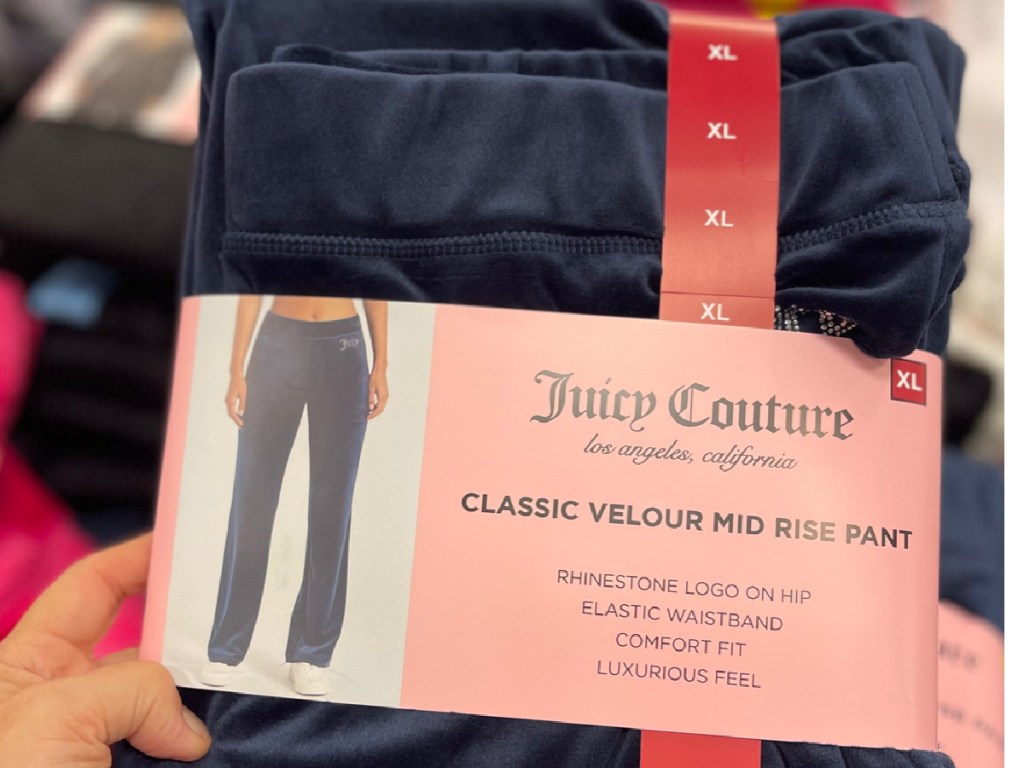 XL
XL
XL
XL
XL
Juicy
Juicy Couture
los angeles, california
CLASSIC VELOUR MID RISE PANT
RHINESTONE LOGO ON HIP
ELASTIC WAISTBAND
COMFORT FIT
LUXURIOUS FEEL